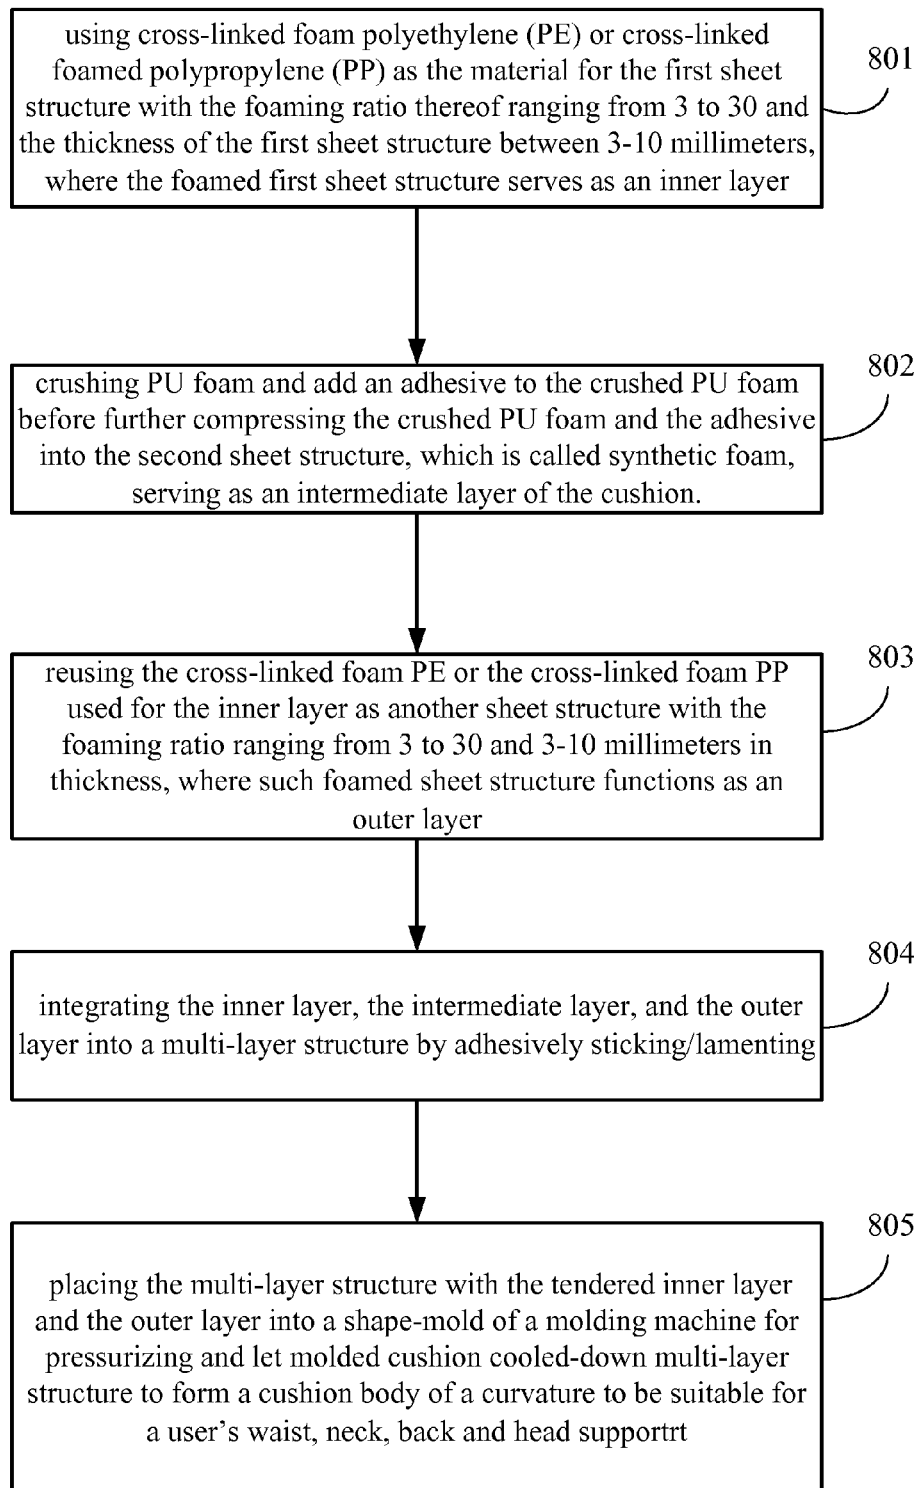 using cross-linked foam polyethylene (PE) or cross-linked
foamed polypropylene (PP) as the material for the first sheet
structure with the foaming ratio thereof ranging from 3 to 30 and
the thickness of the first sheet structure between 3-10 millimeters,
where the foamed first sheet structure serves as an inner layer
801
crushing PU foam and add an adhesive to the crushed PU foam
before further compressing the crushed PU foam and the adhesive
into the second sheet structure, which is called synthetic foam,
serving as an intermediate layer of the cushion.
802
reusing the cross-linked foam PE or the cross-linked foam PP
used for the inner layer as another sheet structure with the
foaming ratio ranging from 3 to 30 and 3-10 millimeters in
thickness, where such foamed sheet structure functions as an
outer layer
803
integrating the inner layer, the intermediate layer, and the outer
layer into a multi-layer structure by adhesively sticking/lamenting
804
placing the multi-layer structure with the tendered inner layer
and the outer layer into a shape-mold of a molding machine for
pressurizing and let molded cushion cooled-down multi-layer
structure to form a cushion body of a curvature to be suitable for
a user's waist, neck, back and head supportrt
805